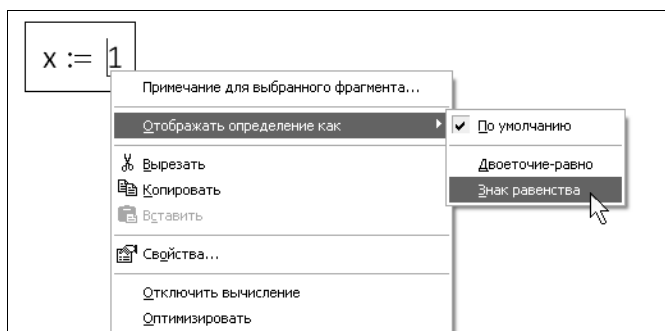 x := 1
Примечание для выбранного фрагмента...
Отображать определение как
По умолчанию
Двоеточие-равно
Знак равенства
Вырезать
Копировать
Вставить
Свойства...
Отключить вычисление
Оптимизировать